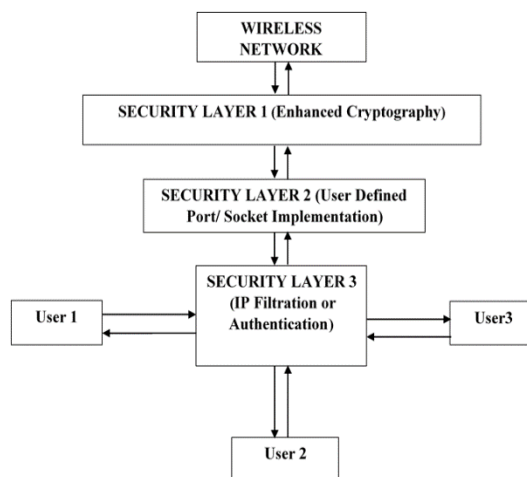 WIRELESS
NETWORK
SECURITY LAYER 1 (Enhanced Cryptography)
SECURITY LAYER 2 (User Defined
Port/ Socket Implementation)
SECURITY LAYER 3
(IP Filtration or
Authentication)
User 1
User3
User 2